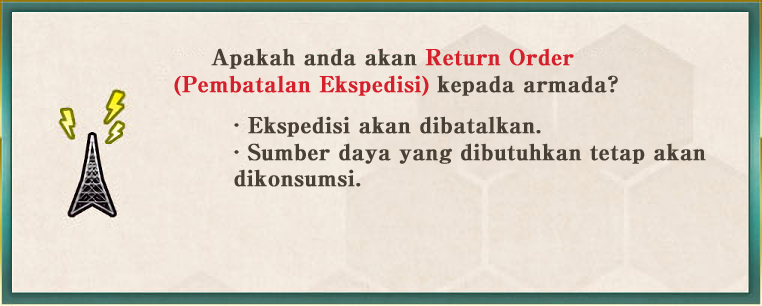 Apakah anda akan Return Order
(Pembatalan Ekspedisi) kepada armada?
· Ekspedisi akan dibatalkan.
· Sumber daya yang dibutuhkan tetap akan
dikonsumsi.